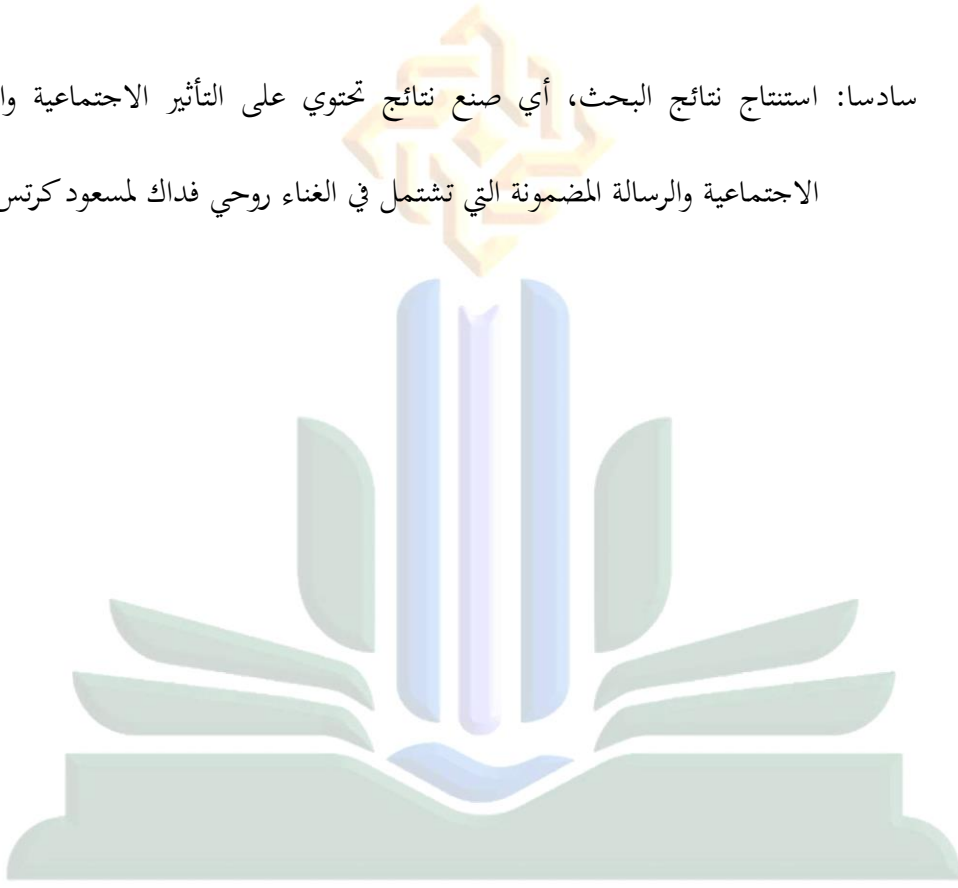 سادسا: استنتاج نتائج البحث، أي صنع نتائج تحتوي على التأثير الاجتماعية
الاجتماعية والرسالة المضمونة التي تشتمل في الغناء روحي فداك لمسعود كرتس